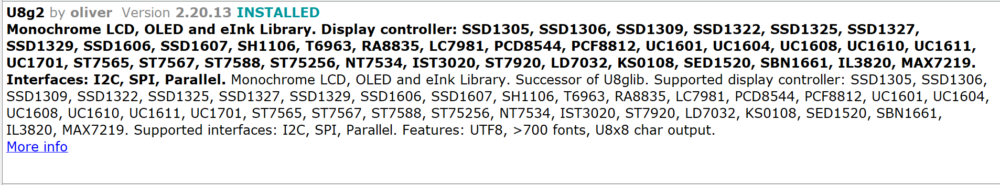 U8g2 by oliver Version 2.20.13 INSTALLED
Monochrome LCD, OLED and eInk Library. Display controller: SSD1305, SSD1306, SSD1309, SSD1322, SSD1325, SSD1327,
SSD1329, SSD1606, SSD1607, SH1106, T6963, RA8835, LC7981, PCD8544, PCF8812, UC1601, UC1604, UC1608, UC1610, UC1611,
UC1701, ST7565, ST7567, ST7588, ST75256, NT7534, IST3020, ST7920, LD7032, KS0108, SED1520, SBN1661, IL3820, MAX7219.
Interfaces: I2C, SPI, Parallel. Monochrome LCD, OLED and eInk Library. Successor of U8glib. Supported display controller: SSD1305, SSD1306,
SSD1309, SSD1322, SSD1325, SSD1327, SSD1329, SSD1606, SSD1607, SH1106, T6963, RA8835, LC7981, PCD8544, PCF8812, UC1601, UC1604,
UC1608, UC1610, UC1611, UC1701, ST7565, ST7567, ST7588, ST75256, NT7534, IST3020, ST7920, LD7032, KS0108, SED1520, SBN1661,
IL3820, MAX7219. Supported interfaces: I2C, SPI, Parallel. Features: UTF8, >700 fonts, U8x8 char output.
More info